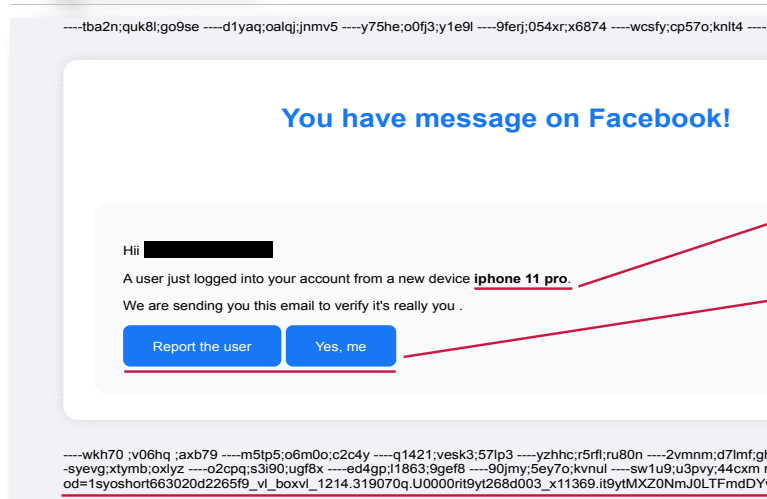 ----tba2n;quk8l;go9se ----d1yaq;oalqj;jnmv5 ----y75he;o0fj3;y1e9l ----9ferj;054xr;x6874 ----wcsfy;cp57o;knlt4 ----
You have message on Facebook!
Hii
A user just logged into your account from a new device iphone 11 pro.
We are sending you this email to verify it's really you .
Report the user Yes, me
----wkh70 ;v06hq ;axb79 ----m5tp5;o6m0o;c2c4y ----q1421;vesk3;57lp3 ----yzhhc;r5rfl;ru80n ----2vmnm;d7lmf;
-syevg;xtymb;oxlyz ----o2cpq;s3i90;ugf8x ----ed4gp;l1863;9gef8 ----90jmy;5ey7o;kvnul ----sw1u9;u3pvy;44cxm
od=1syoshort663020d2265f9_vl_boxvl_1214.319070q.U0000rit9yt268d003_x11369.it9ytMXZ0NmJ0LTFmdDY